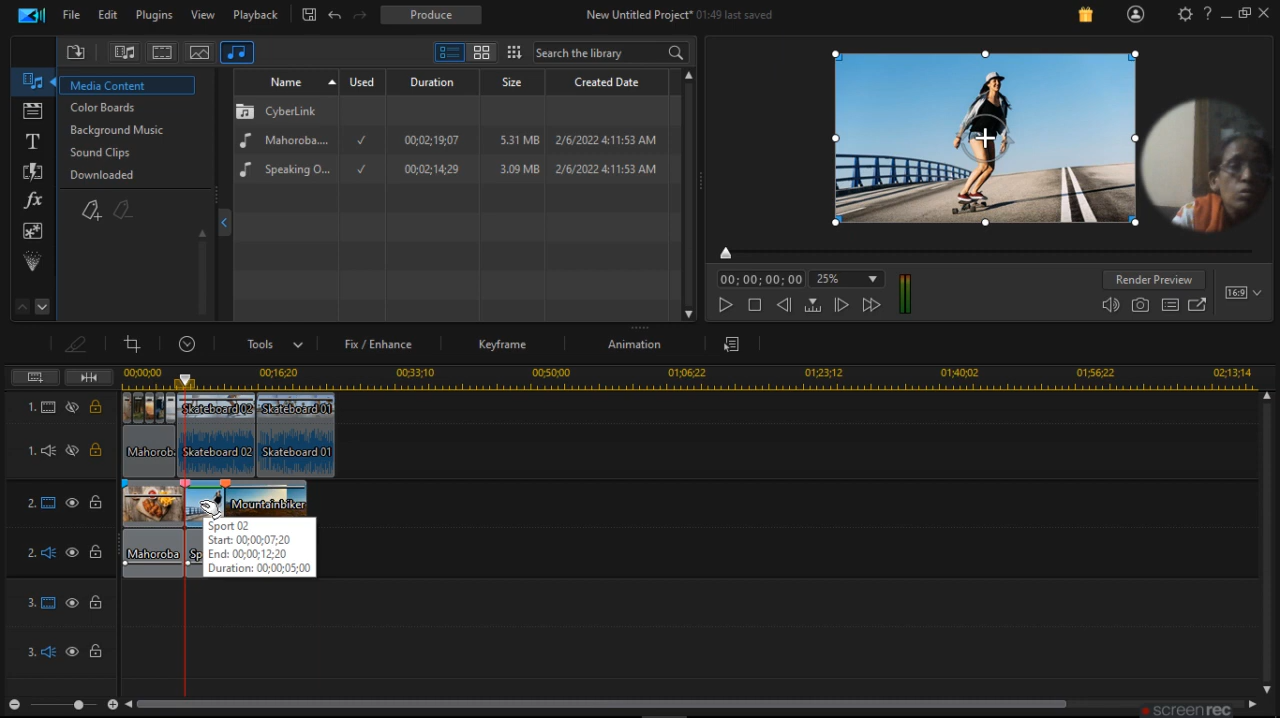 File Edit Plugins View Playback Produce New Untitled Project* 01:49 last saved
Search the library
Media Content
Color Boards
Background Music
Sound Clips
Downloaded
Name Used Duration Size Created Date
CyberLink
Mahoroba.... 00;02;19;07 5.31 MB 2/6/2022 4:11:53 AM
Speaking O... 00;02;14;29 3.09 MB 2/6/2022 4:11:53 AM
00; 00; 00; 00 25% Render Preview 16:9
Tools Fix / Enhance Keyframe Animation
00;00;00 00;16;20 00;33;10 00;50;00 01;06;22 01;23;12 01;40;02 01;56;22 02;13;14
1. Skateboard 02 Skateboard 01
1. Mahorob. Skateboard 02 Skateboard 01
2. Mountainbiker
Sport 02
Start: 00;00;07;20
End: 00;00;12;20
Duration: 00;00;05;00
2. Mahoroba Sp
3.
3.
screenrec